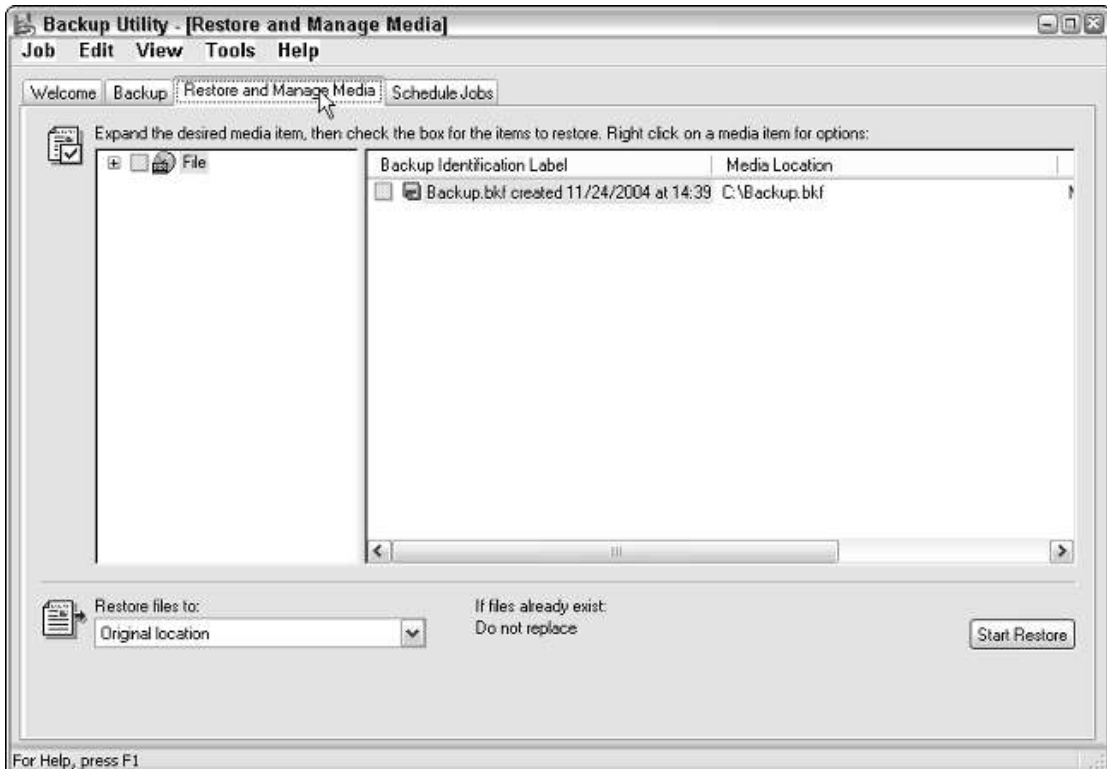 Backup Utility - [Restore and Manage Media]
Job Edit View Tools Help
Welcome Backup Restore and Manage Media Schedule Jobs
Expand the desired media item, then check the box for the items to restore. Right click on a media item for options:
File
Backup Identification Label Media Location
Backup.bkf created 11/24/2004 at 14:39 C:\Backup.bkf
Restore files to:
Original location
If files already exist:
Do not replace
Start Restore
For Help, press F1